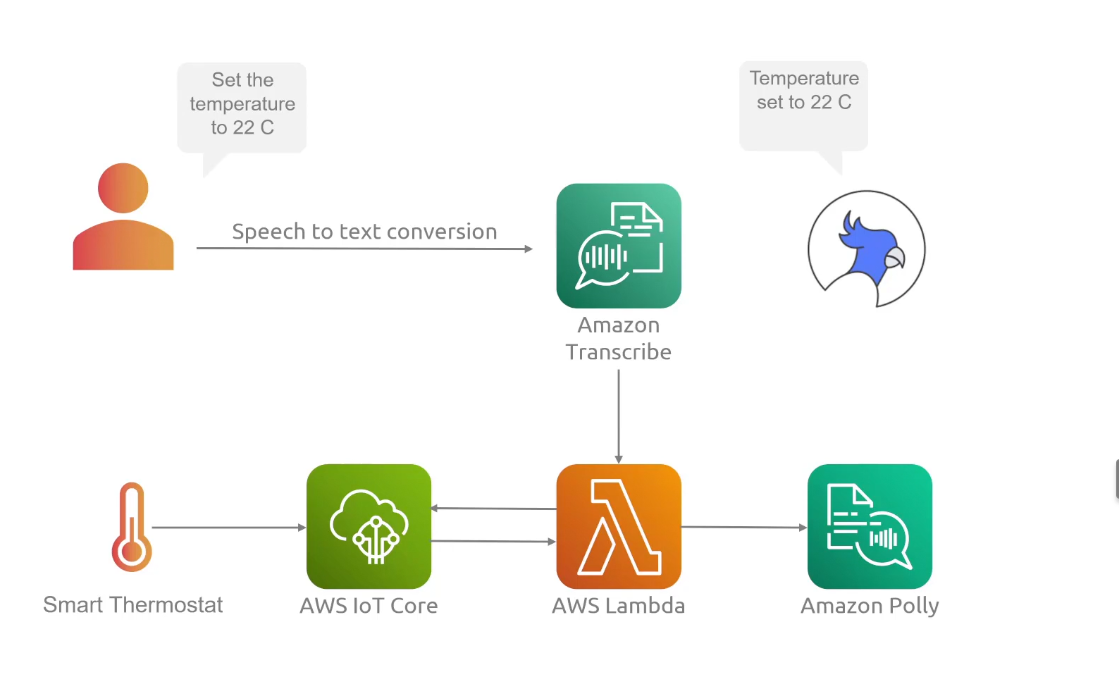 Set the
temperature
to 22 C
Temperature
set to 22 C
Speech to text conversion
Amazon
Transcribe
Smart Thermostat
AWS IoT Core
AWS Lambda
Amazon Polly